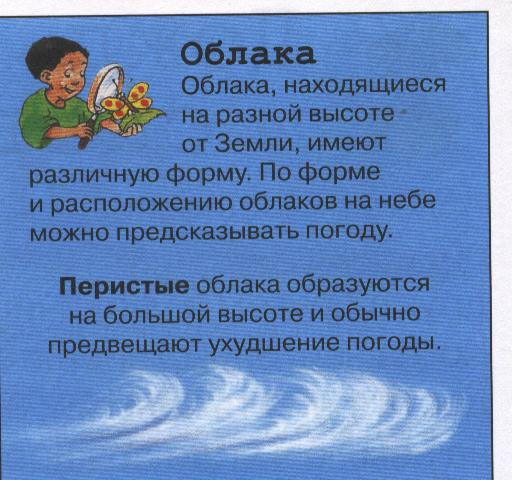 Облака
Облака, находящиеся
на разной высоте
от Земли, имеют
различную форму. По форме
и расположению облаков на небе
можно предсказывать погоду.
Перистые облака образуются
на большой высоте и обычно
предвещают ухудшение погоды.